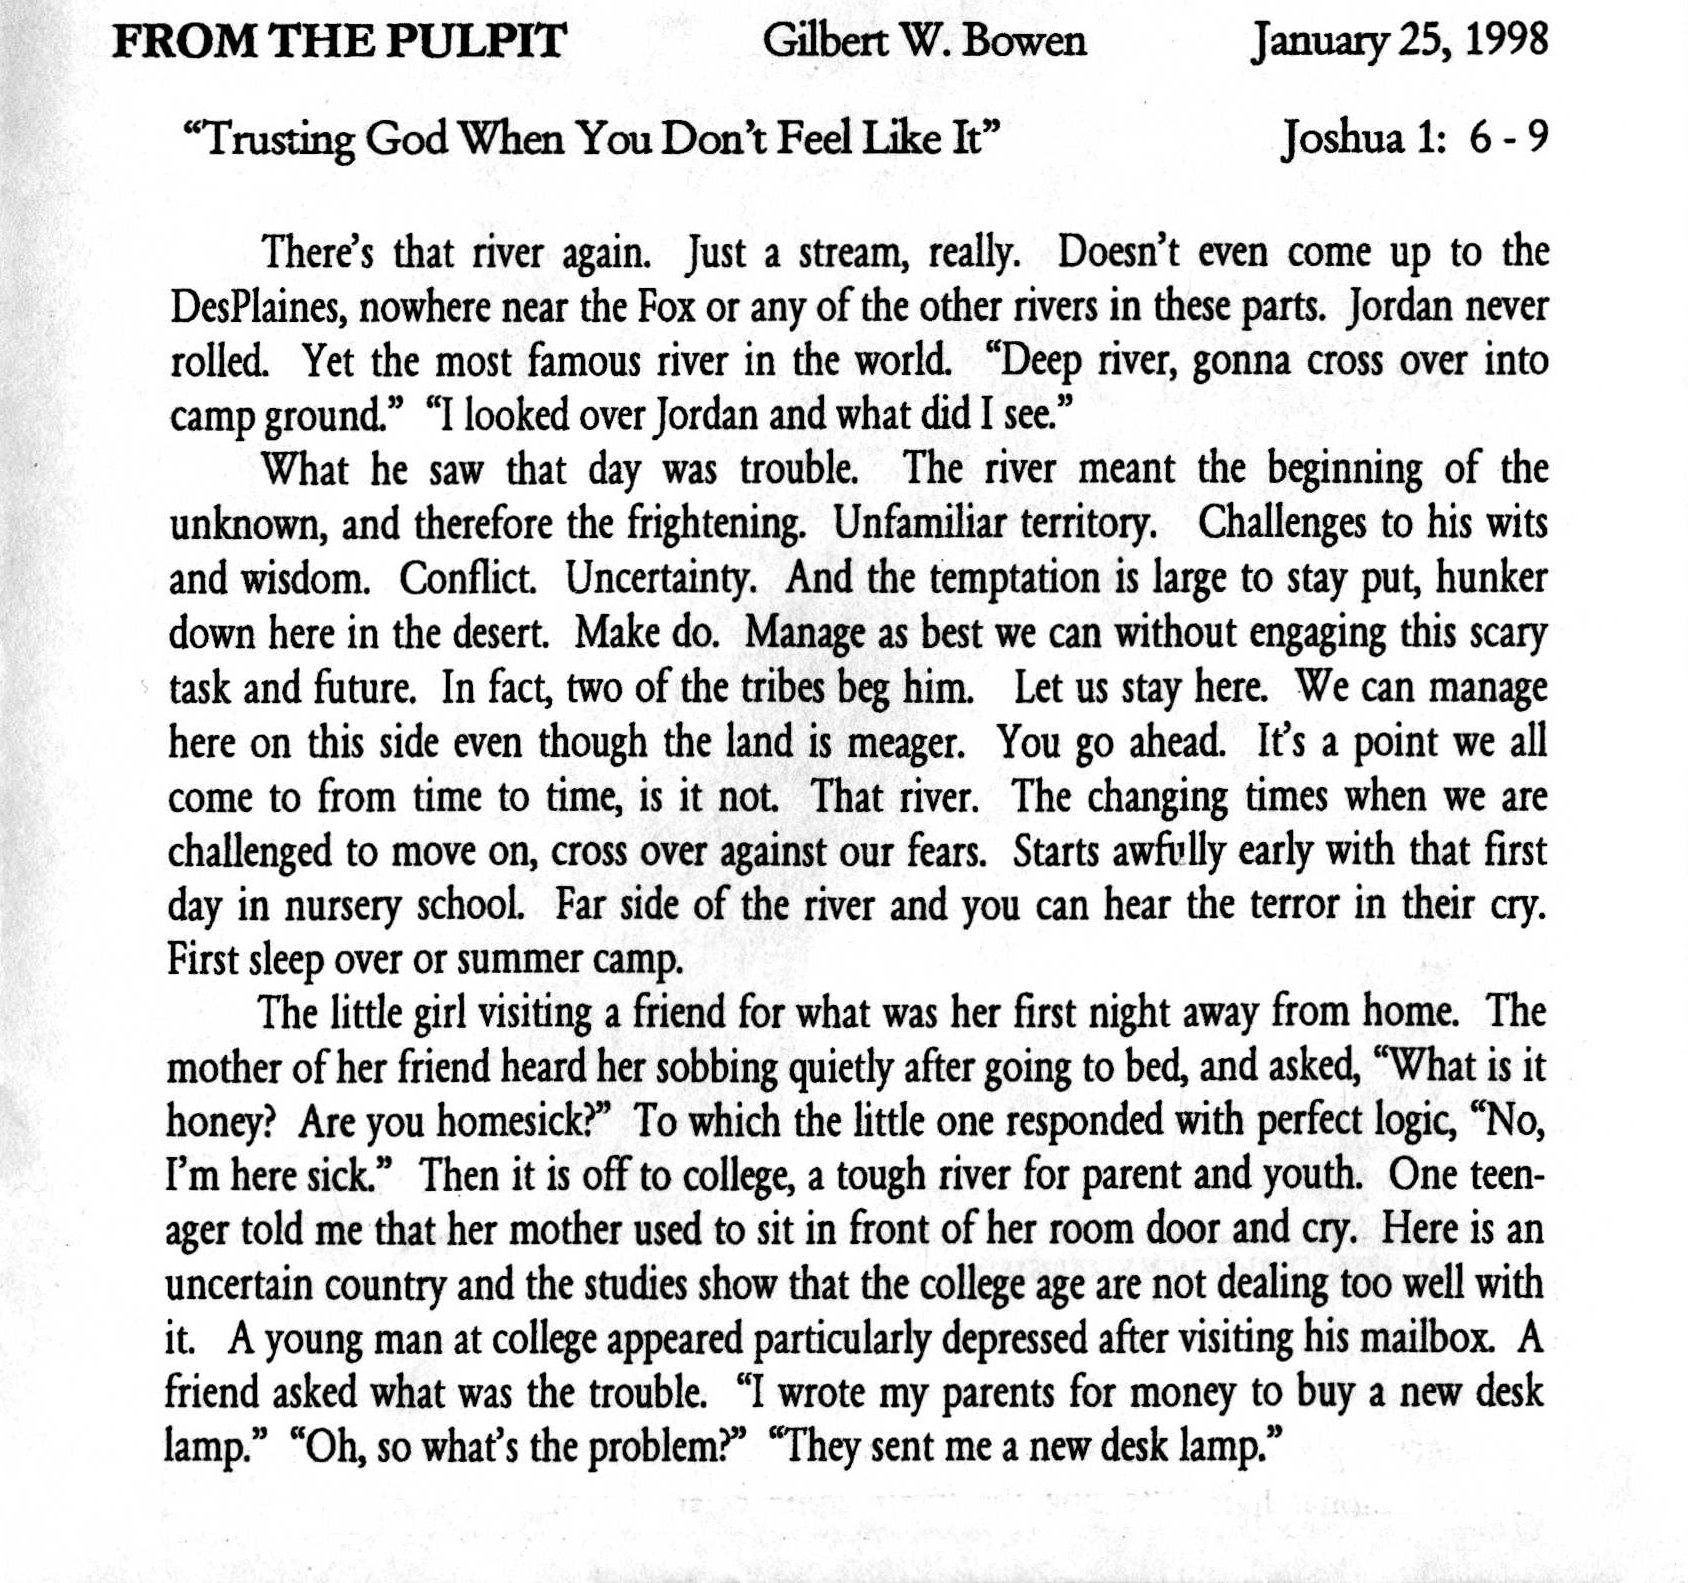 FROM THE PULPIT Gilbert W. Bowen January 25, 1998
“Trusting God When You Don’t Feel Like It” Joshua 1: 6 - 9
There’s that river again. Just a stream, really. Doesn’t even come up to the
DesPlaines, nowhere near the Fox or any of the other rivers in these parts. Jordan never
rolled. Yet the most famous river in the world. “Deep river, gonna cross over into
camp ground.” “I looked over Jordan and what did I see.”
What he saw that day was trouble. The river meant the beginning of the
unknown, and therefore the frightening. Unfamiliar territory. Challenges to his wits
and wisdom. Conflict. Uncertainty. And the temptation is large to stay put, hunker
down here in the desert. Make do. Manage as best we can without engaging this scary
task and future. In fact, two of the tribes beg him. Let us stay here. We can manage
here on this side even though the land is meager. You go ahead. It’s a point we all
come to from time to time, is it not. That river. The changing times when we are
challenged to move on, cross over against our fears. Starts awfully early with that first
day in nursery school. Far side of the river and you can hear the terror in their cry.
First sleep over or summer camp.
The little girl visiting a friend for what was her first night away from home. The
mother of her friend heard her sobbing quietly after going to bed, and asked, “What is it
honey? Are you homesick?” To which the little one responded with perfect logic, “No,
I’m here sick.” Then it is off to college, a tough river for parent and youth. One teen-
ager told me that her mother used to sit in front of her room door and cry. Here is an
uncertain country and the studies show that the college age are not dealing too well with
it. A young man at college appeared particularly depressed after visiting his mailbox. A
friend asked what was the trouble. “I wrote my parents for money to buy a new desk
lamp.” “Oh, so what’s the problem?” “They sent me a new desk lamp.”